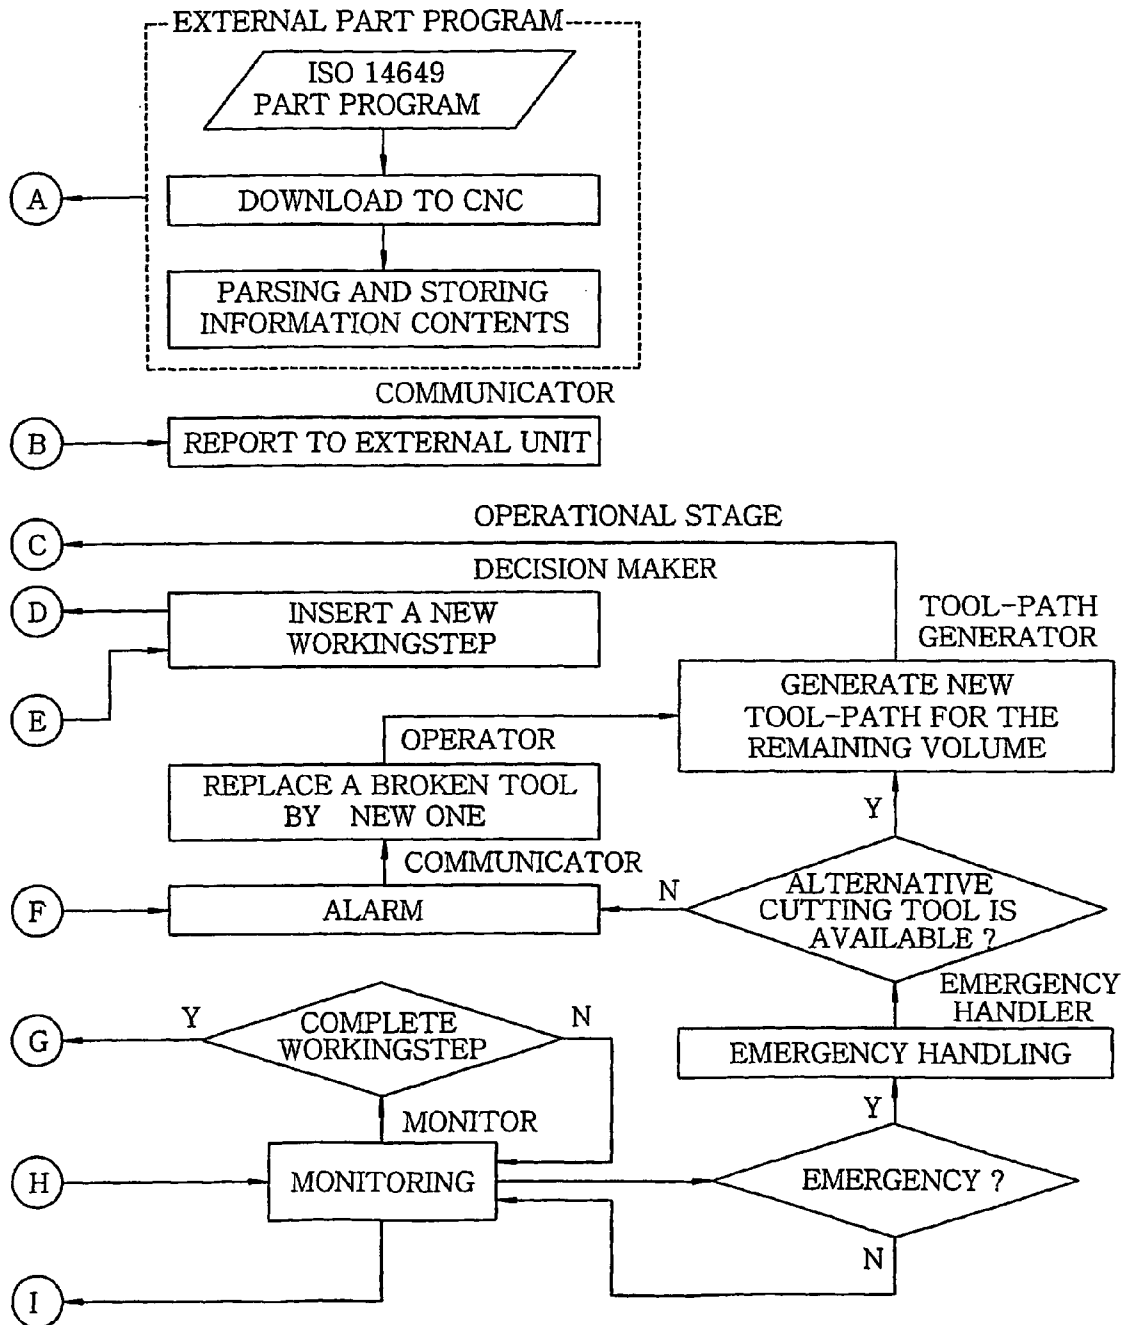 EXTERNAL PART PROGRAM
ISO 14649
PART PROGRAM
A
DOWNLOAD TO CNC
PARSING AND STORING
INFORMATION CONTENTS
COMMUNICATOR
B
REPORT TO EXTERNAL UNIT
OPERATIONAL STAGE
C
DECISION MAKER
D
INSERT A NEW
WORKINGSTEP
TOOL-PATH
GENERATOR
E
GENERATE NEW
TOOL-PATH FOR THE
REMAINING VOLUME
OPERATOR
REPLACE A BROKEN TOOL
BY NEW ONE
Y
COMMUNICATOR
F
ALARM
N
ALTERNATIVE
CUTTING TOOL IS
AVAILABLE ?
EMERGENCY
HANDLER
G
Y
COMPLETE
WORKINGSTEP
N
EMERGENCY HANDLING
Y
MONITOR
H
MONITORING
EMERGENCY ?
N
I